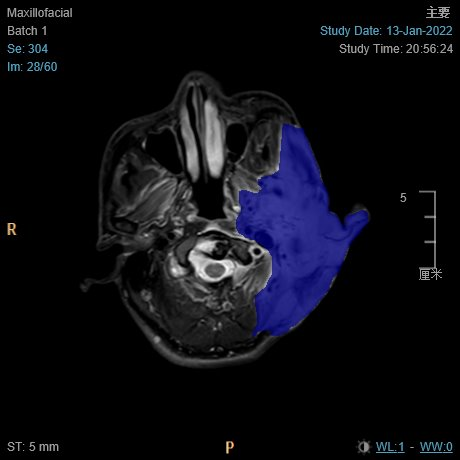 Maxillofacial
主要
Batch 1
Study Date: 13-Jan-2022
Se: 304
Study Time: 20:56:24
Im: 28/60
5
R
厘米
ST: 5 mm
P
WL:1 - WW:0